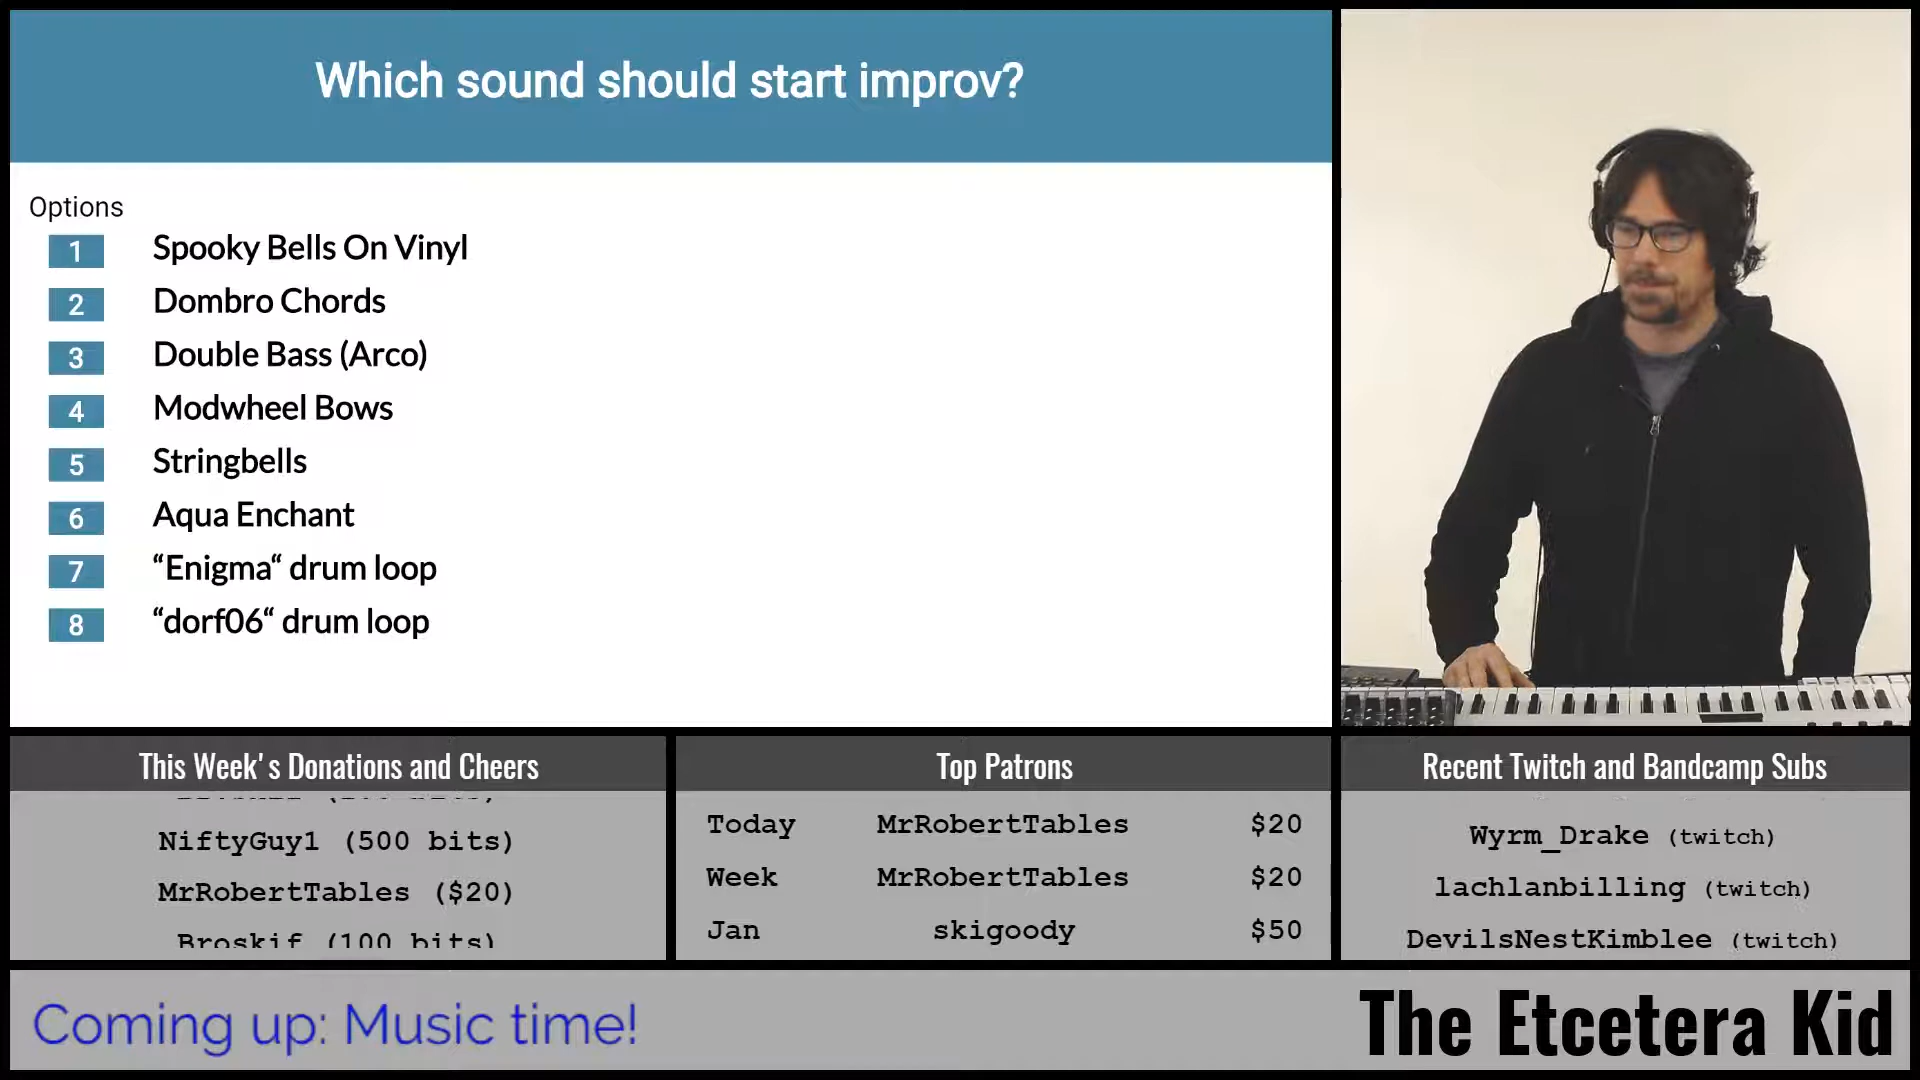 Which sound should start improv?
Options
1 Spooky Bells On Vinyl
2 Dombro Chords
3 Double Bass (Arco)
4 Modwheel Bows
5 Stringbells
6 Aqua Enchant
7 “Enigma“ drum loop
8 “dorf06“ drum loop
This Week's Donations and Cheers
NiftyGuy1 (500 bits)
MrRobertTables ($20)
Broskif (100 bits)
Top Patrons
Today MrRobertTables $20
Week MrRobertTables $20
Jan skigoody $50
Recent Twitch and Bandcamp Subs
Wyrm_Drake (twitch)
lachlanbilling (twitch)
DevilsNestKimblee (twitch)
Coming up: Music time!
The Etcetera Kid